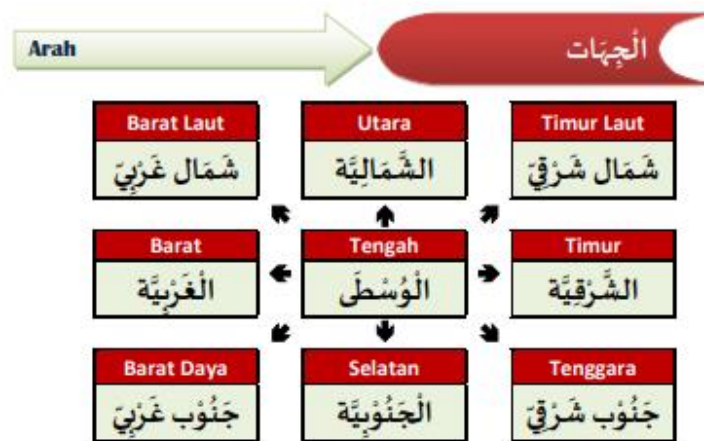 Arah
الْجِهَات
Barat Laut
شَمَال غَرْبِيّ
Utara
الشَّمَالِيَّة
Timur Laut
شَمَال شَرْقِيّ
Barat
الْغَرْبِيَّة
Tengah
الْوُسْطَى
Timur
الشَّرْقِيَّة
Barat Daya
جَنُوْب غَرْبِيّ
Selatan
الْجَنُوْبِيَّة
Tenggara
جَنُوْب شَرْقِيّ